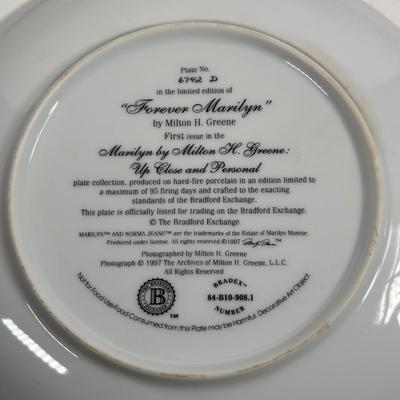 Plate No.
6742 D
in the limited edition of
"Forever Marilyn"
by Milton H. Greene
First issue in the
Marilyn by Milton H. Greene:
Up Close and Personal
plate collection, produced on hard-fire porcelain in an edition limited to
a maximum of 95 firing days and crafted to the exacting
standards of the Bradford Exchange.
This plate is officially listed for trading on the Bradford Exchange.
© The Bradford Exchange
MARILYN™ AND NORMA JEANE™ are the trademarks of the Estate of Marilyn Monroe.
Produced under license. All rights reserved. ©1997
Photographed by Milton H. Greene
Photograph © 1997 The Archives of Milton H. Greene, L.L.C.
All Rights Reserved
B
™
BRADEX™
84-B10-908.1
NUMBER
Not for Food Use-Food Consumed from this Plate may be Harmful. Decorative Art Object.